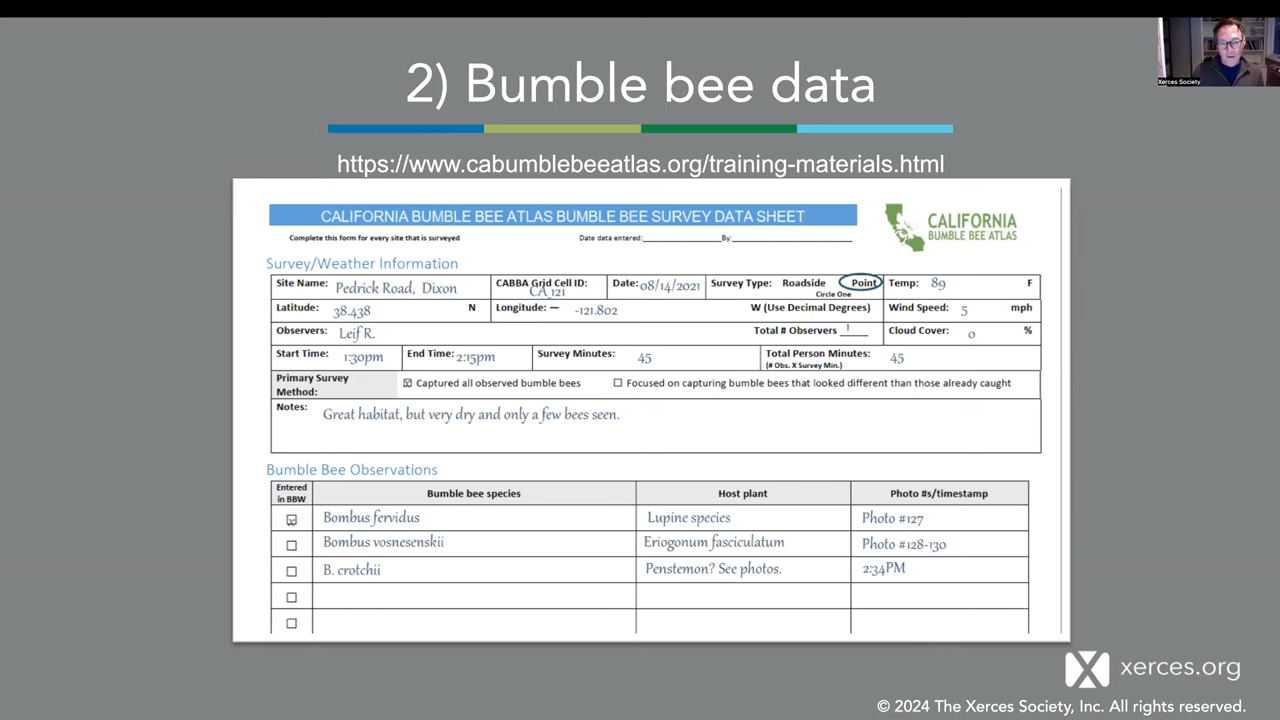 Xerces Society
2) Bumble bee data
https://www.cabumblebeeatlas.org/training-materials.html
CALIFORNIA BUMBLE BEE ATLAS BUMBLE BEE SURVEY DATA SHEET
CALIFORNIA
BUMBLE BEE ATLAS
Complete this form for every site that is surveyed Date data entered:____________________By:______________________________
Survey/Weather Information
Site Name: Pedrick Road, Dixon CABBA Grid Cell ID: CA 121 Date: 08/14/2021 Survey Type: Roadside Point Circle One Temp: 89 F
Latitude: 38.438 N Longitude: — -121.802 W (Use Decimal Degrees) Wind Speed: 5 mph
Observers: Leif R. Total # Observers 1 Cloud Cover: 0 %
Start Time: 1:30pm End Time: 2:15pm Survey Minutes: 45 Total Person Minutes: 45
(# Obs. X Survey Min.)
Primary Survey Method: ☒ Captured all observed bumble bees ☐ Focused on capturing bumble bees that looked different than those already caught
Notes: Great habitat, but very dry and only a few bees seen.
Bumble Bee Observations
Entered in BBW Bumble bee species Host plant Photo #s/timestamp
☒ Bombus fervidus Lupine species Photo #127
☐ Bombus vosnesenskii Eriogonum fasciculatum Photo #128-130
☐ B. crotchii Penstemon? See photos. 2:34PM
☐
☐
xerces.org
© 2024 The Xerces Society, Inc. All rights reserved.